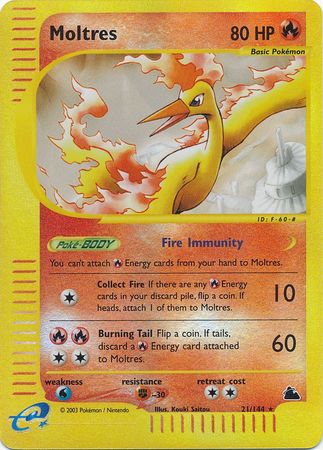 Moltres 80 HP
Basic Pokémon
ID: F-60-#
Poké-BODY Fire Immunity
You can't attach Energy cards from your hand to Moltres.
Collect Fire If there are any Energy cards in your discard pile, flip a coin. If heads, attach 1 of them to Moltres. 10
Burning Tail Flip a coin. If tails, discard a Energy card attached to Moltres. 60
weakness resistance retreat cost
-30
© 2003 Pokémon / Nintendo Illus. Kouki Saitou 21/144 ★
e